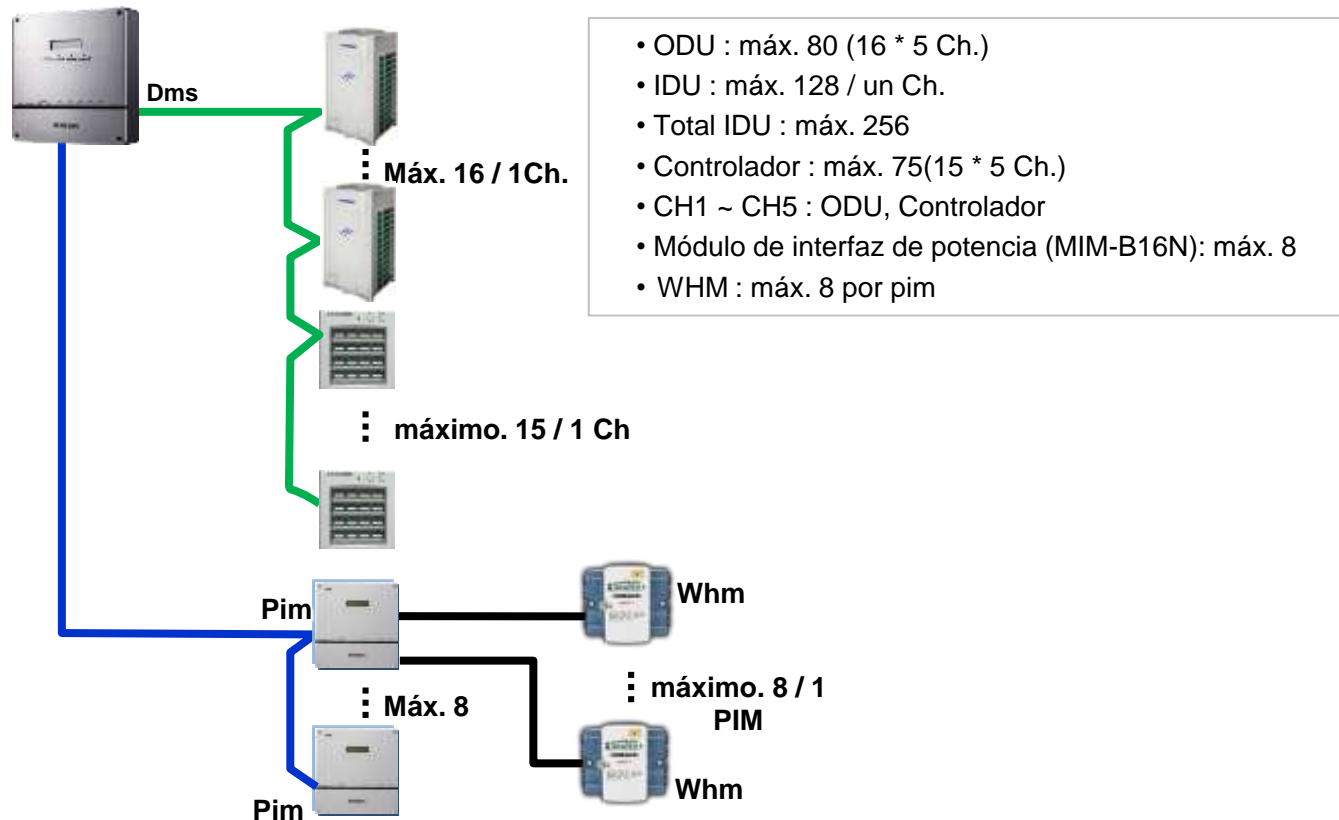 Dms
Máx. 16 / 1Ch.
máximo. 15 / 1 Ch
• ODU : máx. 80 (16 * 5 Ch.)
• IDU : máx. 128 / un Ch.
• Total IDU : máx. 256
• Controlador : máx. 75(15 * 5 Ch.)
• CH1 ~ CH5 : ODU, Controlador
• Módulo de interfaz de potencia (MIM-B16N): máx. 8
• WHM : máx. 8 por pim
Pim
Whm
Máx. 8
máximo. 8 / 1
PIM
Pim
Whm